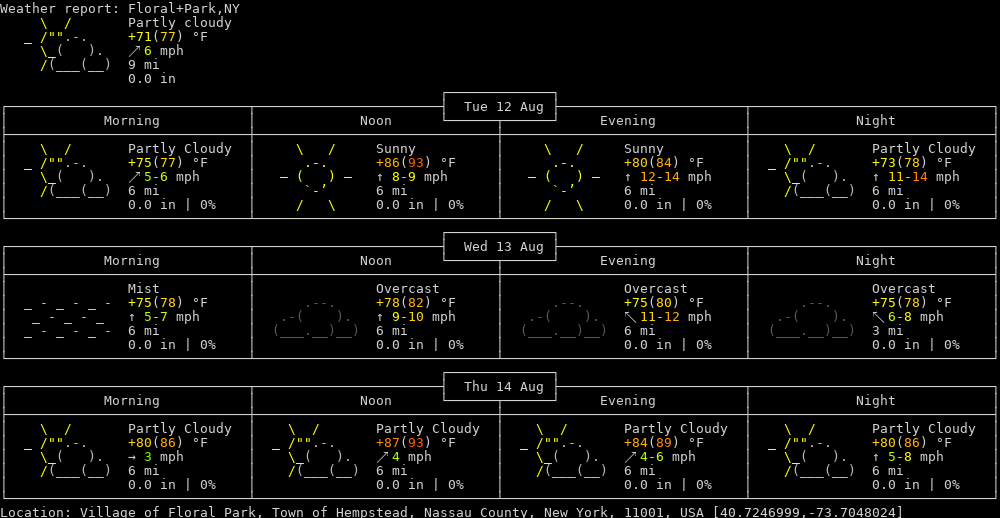 Weather report: Floral+Park,NY
Partly cloudy
+71(77) °F
↗ 6 mph
9 mi
0.0 in
Tue 12 Aug
Morning Noon Evening Night
Partly Cloudy Sunny Sunny Partly Cloudy
+75(77) °F +86(93) °F +80(84) °F +73(78) °F
↗ 5-6 mph ↑ 8-9 mph ↑ 12-14 mph ↑ 11-14 mph
6 mi 6 mi 6 mi 6 mi
0.0 in | 0% 0.0 in | 0% 0.0 in | 0% 0.0 in | 0%
Wed 13 Aug
Morning Noon Evening Night
Mist Overcast Overcast Overcast
+75(78) °F +78(82) °F +75(80) °F +75(78) °F
↑ 5-7 mph ↑ 9-10 mph ↖ 11-12 mph ↖ 6-8 mph
6 mi 6 mi 6 mi 3 mi
0.0 in | 0% 0.0 in | 0% 0.0 in | 0% 0.0 in | 0%
Thu 14 Aug
Morning Noon Evening Night
Partly Cloudy Partly Cloudy Partly Cloudy Partly Cloudy
+80(86) °F +87(93) °F +84(89) °F +80(86) °F
→ 3 mph ↗ 4 mph ↗ 4-6 mph ↑ 5-8 mph
6 mi 6 mi 6 mi 6 mi
0.0 in | 0% 0.0 in | 0% 0.0 in | 0% 0.0 in | 0%
Location: Village of Floral Park, Town of Hempstead, Nassau County, New York, 11001, USA [40.7246999,-73.7048024]